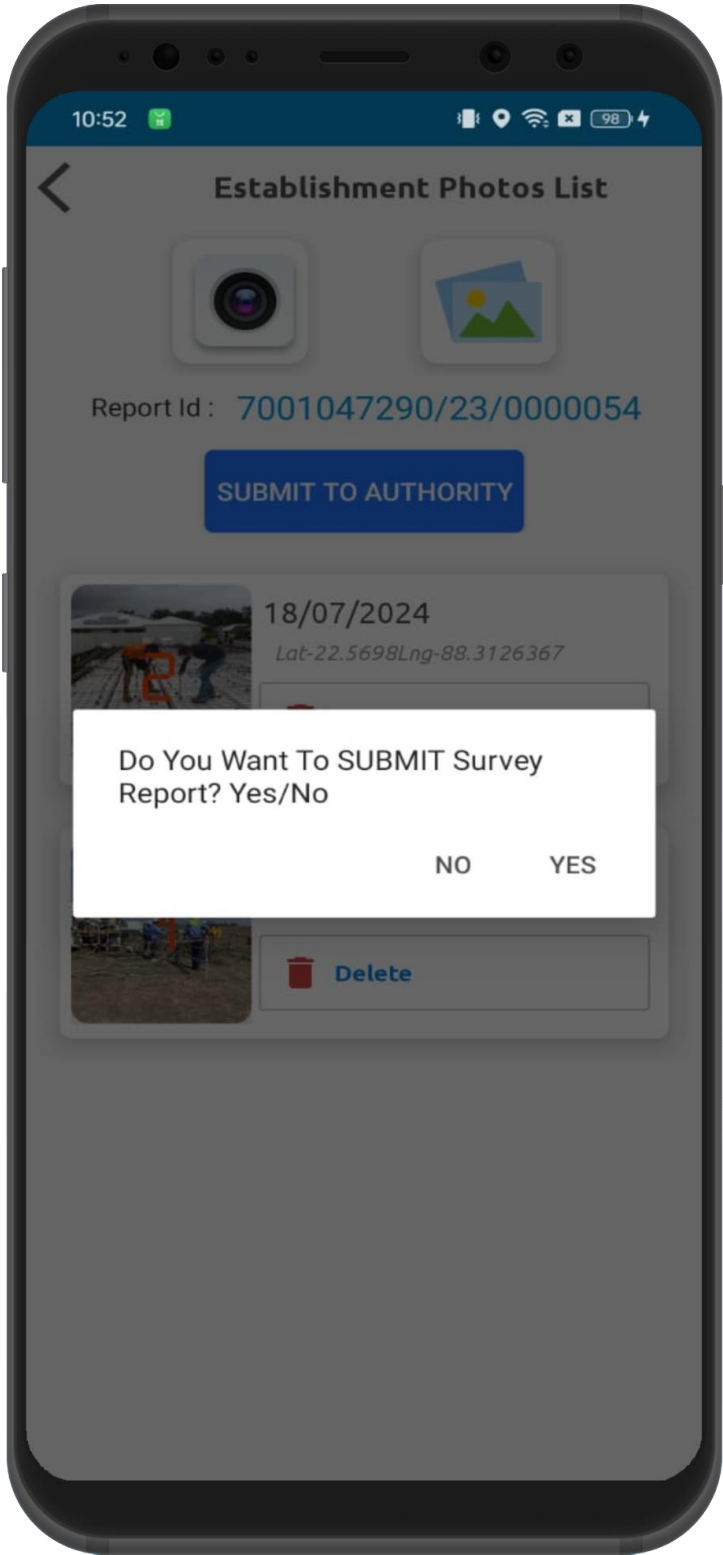 10:52
98
Establishment Photos List
Report Id : 7001047290/23/0000054
SUBMIT TO AUTHORITY
18/07/2024
Lat-22.5698Lng-88.3126367
2
Do You Want To SUBMIT Survey
Report? Yes/No
NO YES
Delete